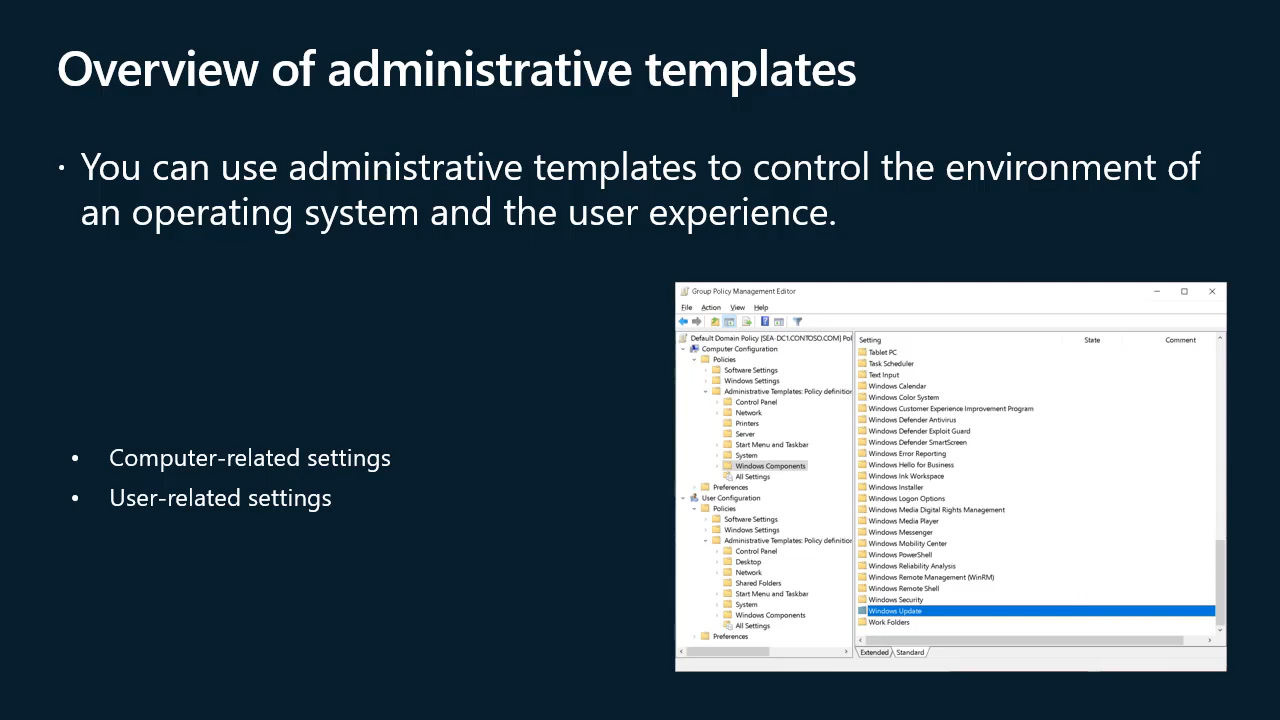 Overview of administrative templates
• You can use administrative templates to control the environment of
an operating system and the user experience.
• Computer-related settings
• User-related settings
Group Policy Management Editor
File Action View Help
Default Domain Policy [SEA-DC1.CONTOSO.COM] Pol
Computer Configuration
Policies
Software Settings
Windows Settings
Administrative Templates: Policy definition
Control Panel
Network
Printers
Server
Start Menu and Taskbar
System
Windows Components
All Settings
Preferences
User Configuration
Policies
Software Settings
Windows Settings
Administrative Templates: Policy definition
Control Panel
Desktop
Network
Shared Folders
Start Menu and Taskbar
System
Windows Components
All Settings
Preferences
Setting State Comment
Tablet PC
Task Scheduler
Text Input
Windows Calendar
Windows Color System
Windows Customer Experience Improvement Program
Windows Defender Antivirus
Windows Defender Exploit Guard
Windows Defender SmartScreen
Windows Error Reporting
Windows Hello for Business
Windows Ink Workspace
Windows Installer
Windows Logon Options
Windows Media Digital Rights Management
Windows Media Player
Windows Messenger
Windows Mobility Center
Windows PowerShell
Windows Reliability Analysis
Windows Remote Management (WinRM)
Windows Remote Shell
Windows Security
Windows Update
Work Folders
Extended Standard